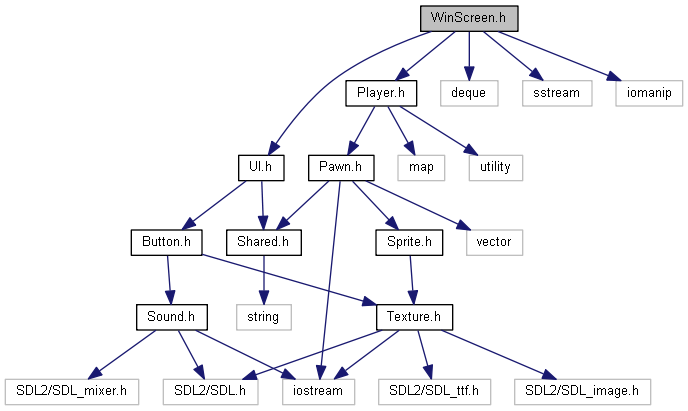 WinScreen.h
Player.h
deque
sstream
iomanip
UI.h
Pawn.h
map
utility
Button.h
Shared.h
Sprite.h
vector
Sound.h
string
Texture.h
SDL2/SDL_mixer.h
SDL2/SDL.h
iostream
SDL2/SDL_ttf.h
SDL2/SDL_image.h